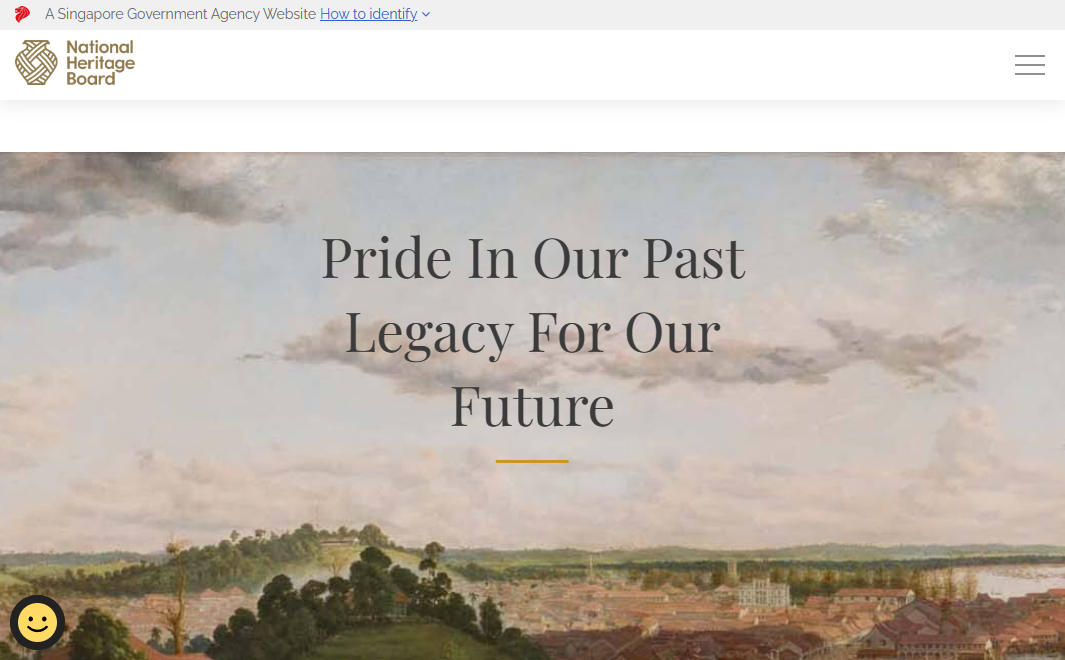 A Singapore Government Agency Website How to identify
National
Heritage
Board
Pride In Our Past
Legacy For Our
Future